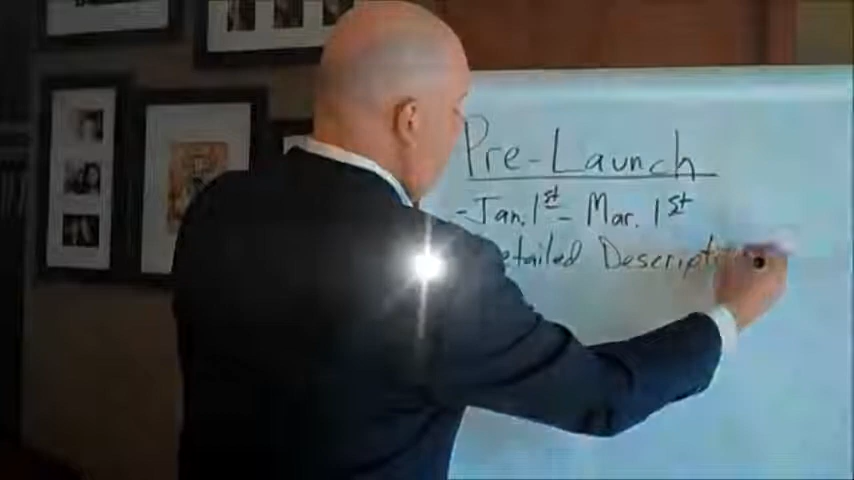 Pre-Launch
-Jan. 1st - Mar. 1st
Detailed Description